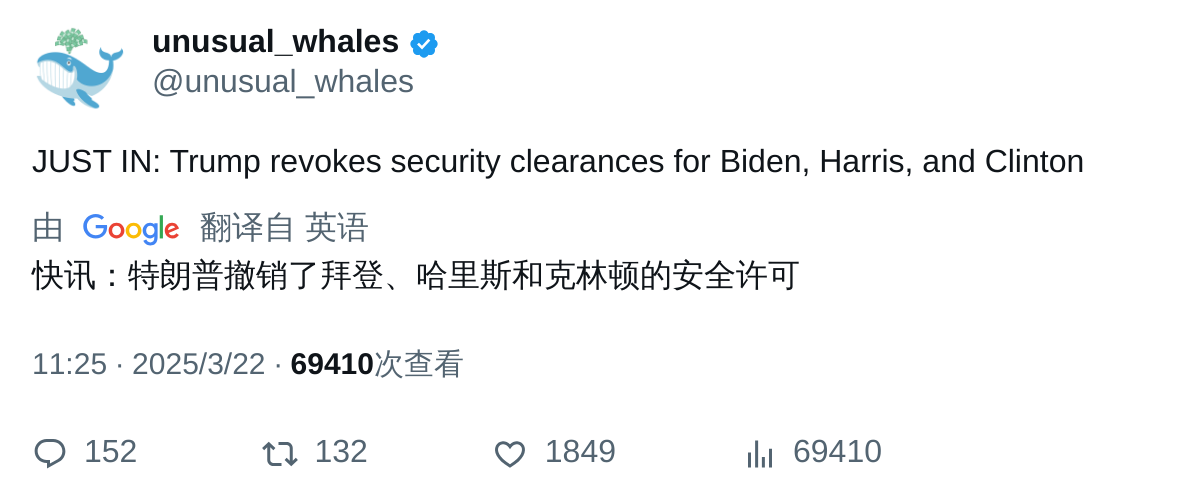 unusual_whales
@unusual_whales
JUST IN: Trump revokes security clearances for Biden, Harris, and Clinton
由 Google 翻译自 英语
快讯：特朗普撤销了拜登、哈里斯和克林顿的安全许可
11:25 · 2025/3/22 · 69410次查看
152 132 1849 69410